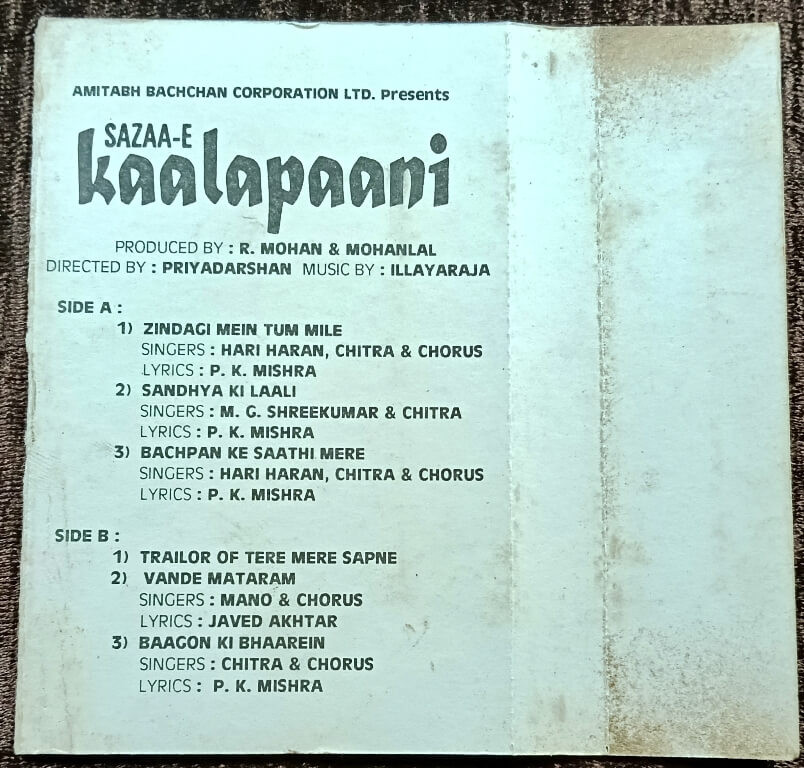 AMITABH BACHCHAN CORPORATION LTD. Presents
SAZAA-E
kaalapaani
PRODUCED BY : R. MOHAN & MOHANLAL
DIRECTED BY : PRIYADARSHAN MUSIC BY : ILLAYARAJA
SIDE A :
1) ZINDAGI MEIN TUM MILE
SINGERS : HARI HARAN, CHITRA & CHORUS
LYRICS : P. K. MISHRA
2) SANDHYA KI LAALI
SINGERS : M. G. SHREEKUMAR & CHITRA
LYRICS : P. K. MISHRA
3) BACHPAN KE SAATHI MERE
SINGERS : HARI HARAN, CHITRA & CHORUS
LYRICS : P. K. MISHRA
SIDE B :
1) TRAILOR OF TERE MERE SAPNE
2) VANDE MATARAM
SINGERS : MANO & CHORUS
LYRICS : JAVED AKHTAR
3) BAAGON KI BHAAREIN
SINGERS : CHITRA & CHORUS
LYRICS : P. K. MISHRA